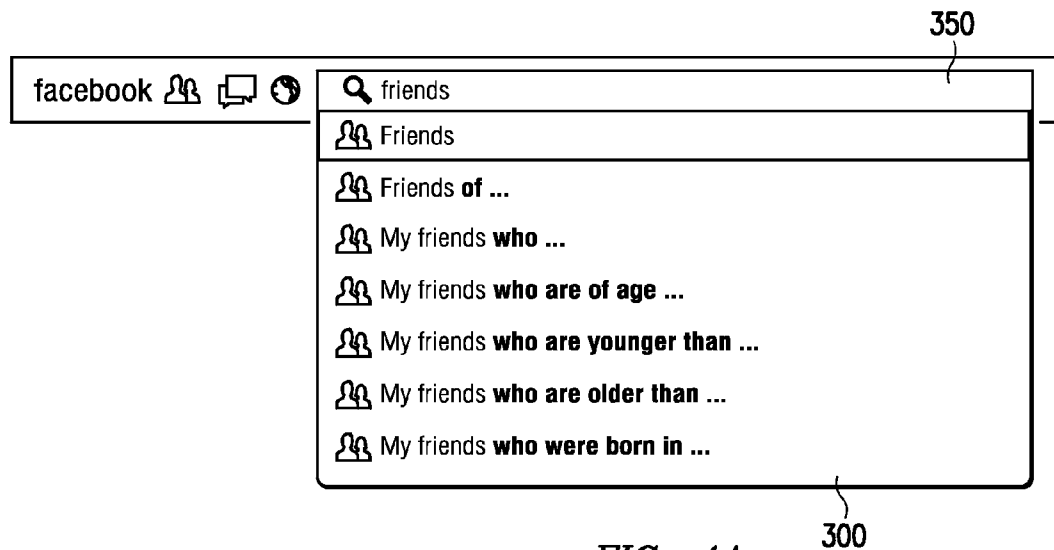 350
facebook
friends
Friends
Friends of ...
My friends who ...
My friends who are of age ...
My friends who are younger than ...
My friends who are older than ...
My friends who were born in ...
300